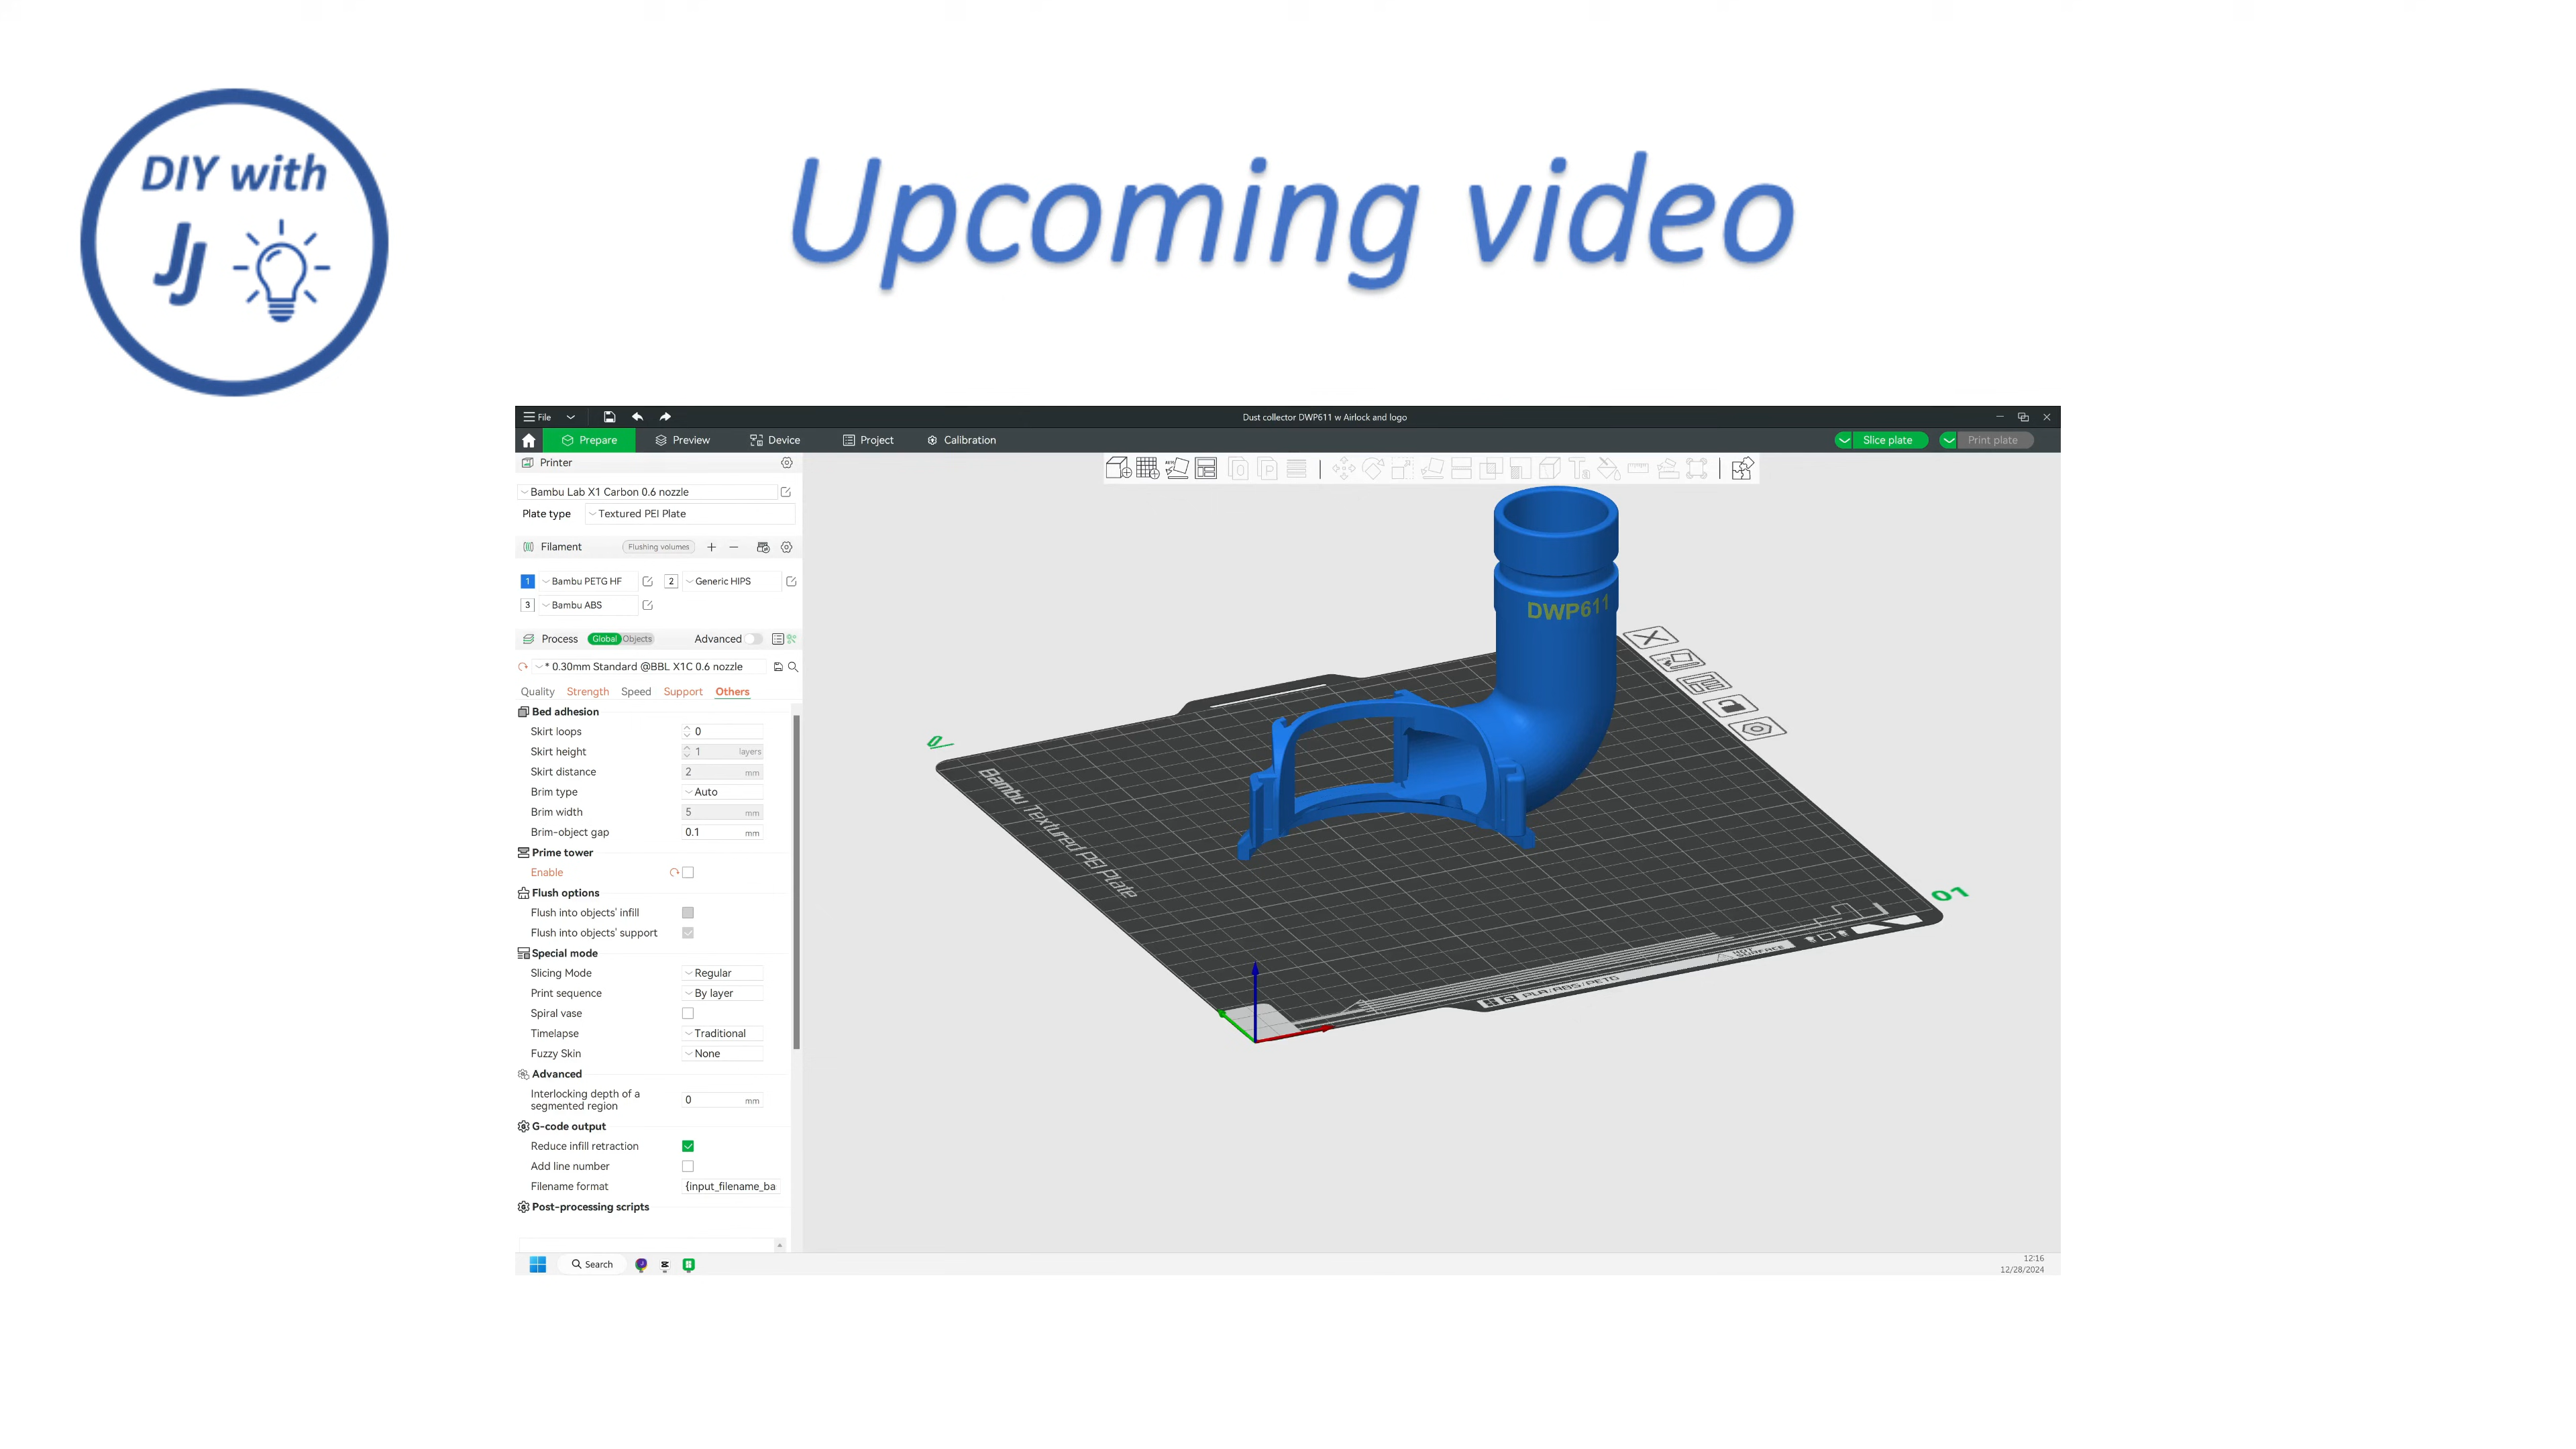 DIY with
JJ
Upcoming video
File
Dust collector DWP611 w Airlock and logo
Prepare
Preview
Device
Project
Calibration
Slice plate
Print plate
Printer
Bambu Lab X1 Carbon 0.6 nozzle
Plate type Textured PEI Plate
Filament Flushing volumes
1 Bambu PETG HF 2 Generic HIPS
3 Bambu ABS
Process Global Objects Advanced
* 0.30mm Standard @BBL X1C 0.6 nozzle
Quality Strength Speed Support Others
Bed adhesion
Skirt loops 0
Skirt height 1 layers
Skirt distance 2 mm
Brim type Auto
Brim width 5 mm
Brim-object gap 0.1 mm
Prime tower
Enable
Flush options
Flush into objects' infill
Flush into objects' support
Special mode
Slicing Mode Regular
Print sequence By layer
Spiral vase
Timelapse Traditional
Fuzzy Skin None
Advanced
Interlocking depth of a
segmented region 0 mm
G-code output
Reduce infill retraction
Add line number
Filename format {input_filename_ba
Post-processing scripts
DWP611
Bambu Textured PEI Plate
01
PLA/ABS/PETG
HOT
SURFACE
Search
12:16
12/28/2024